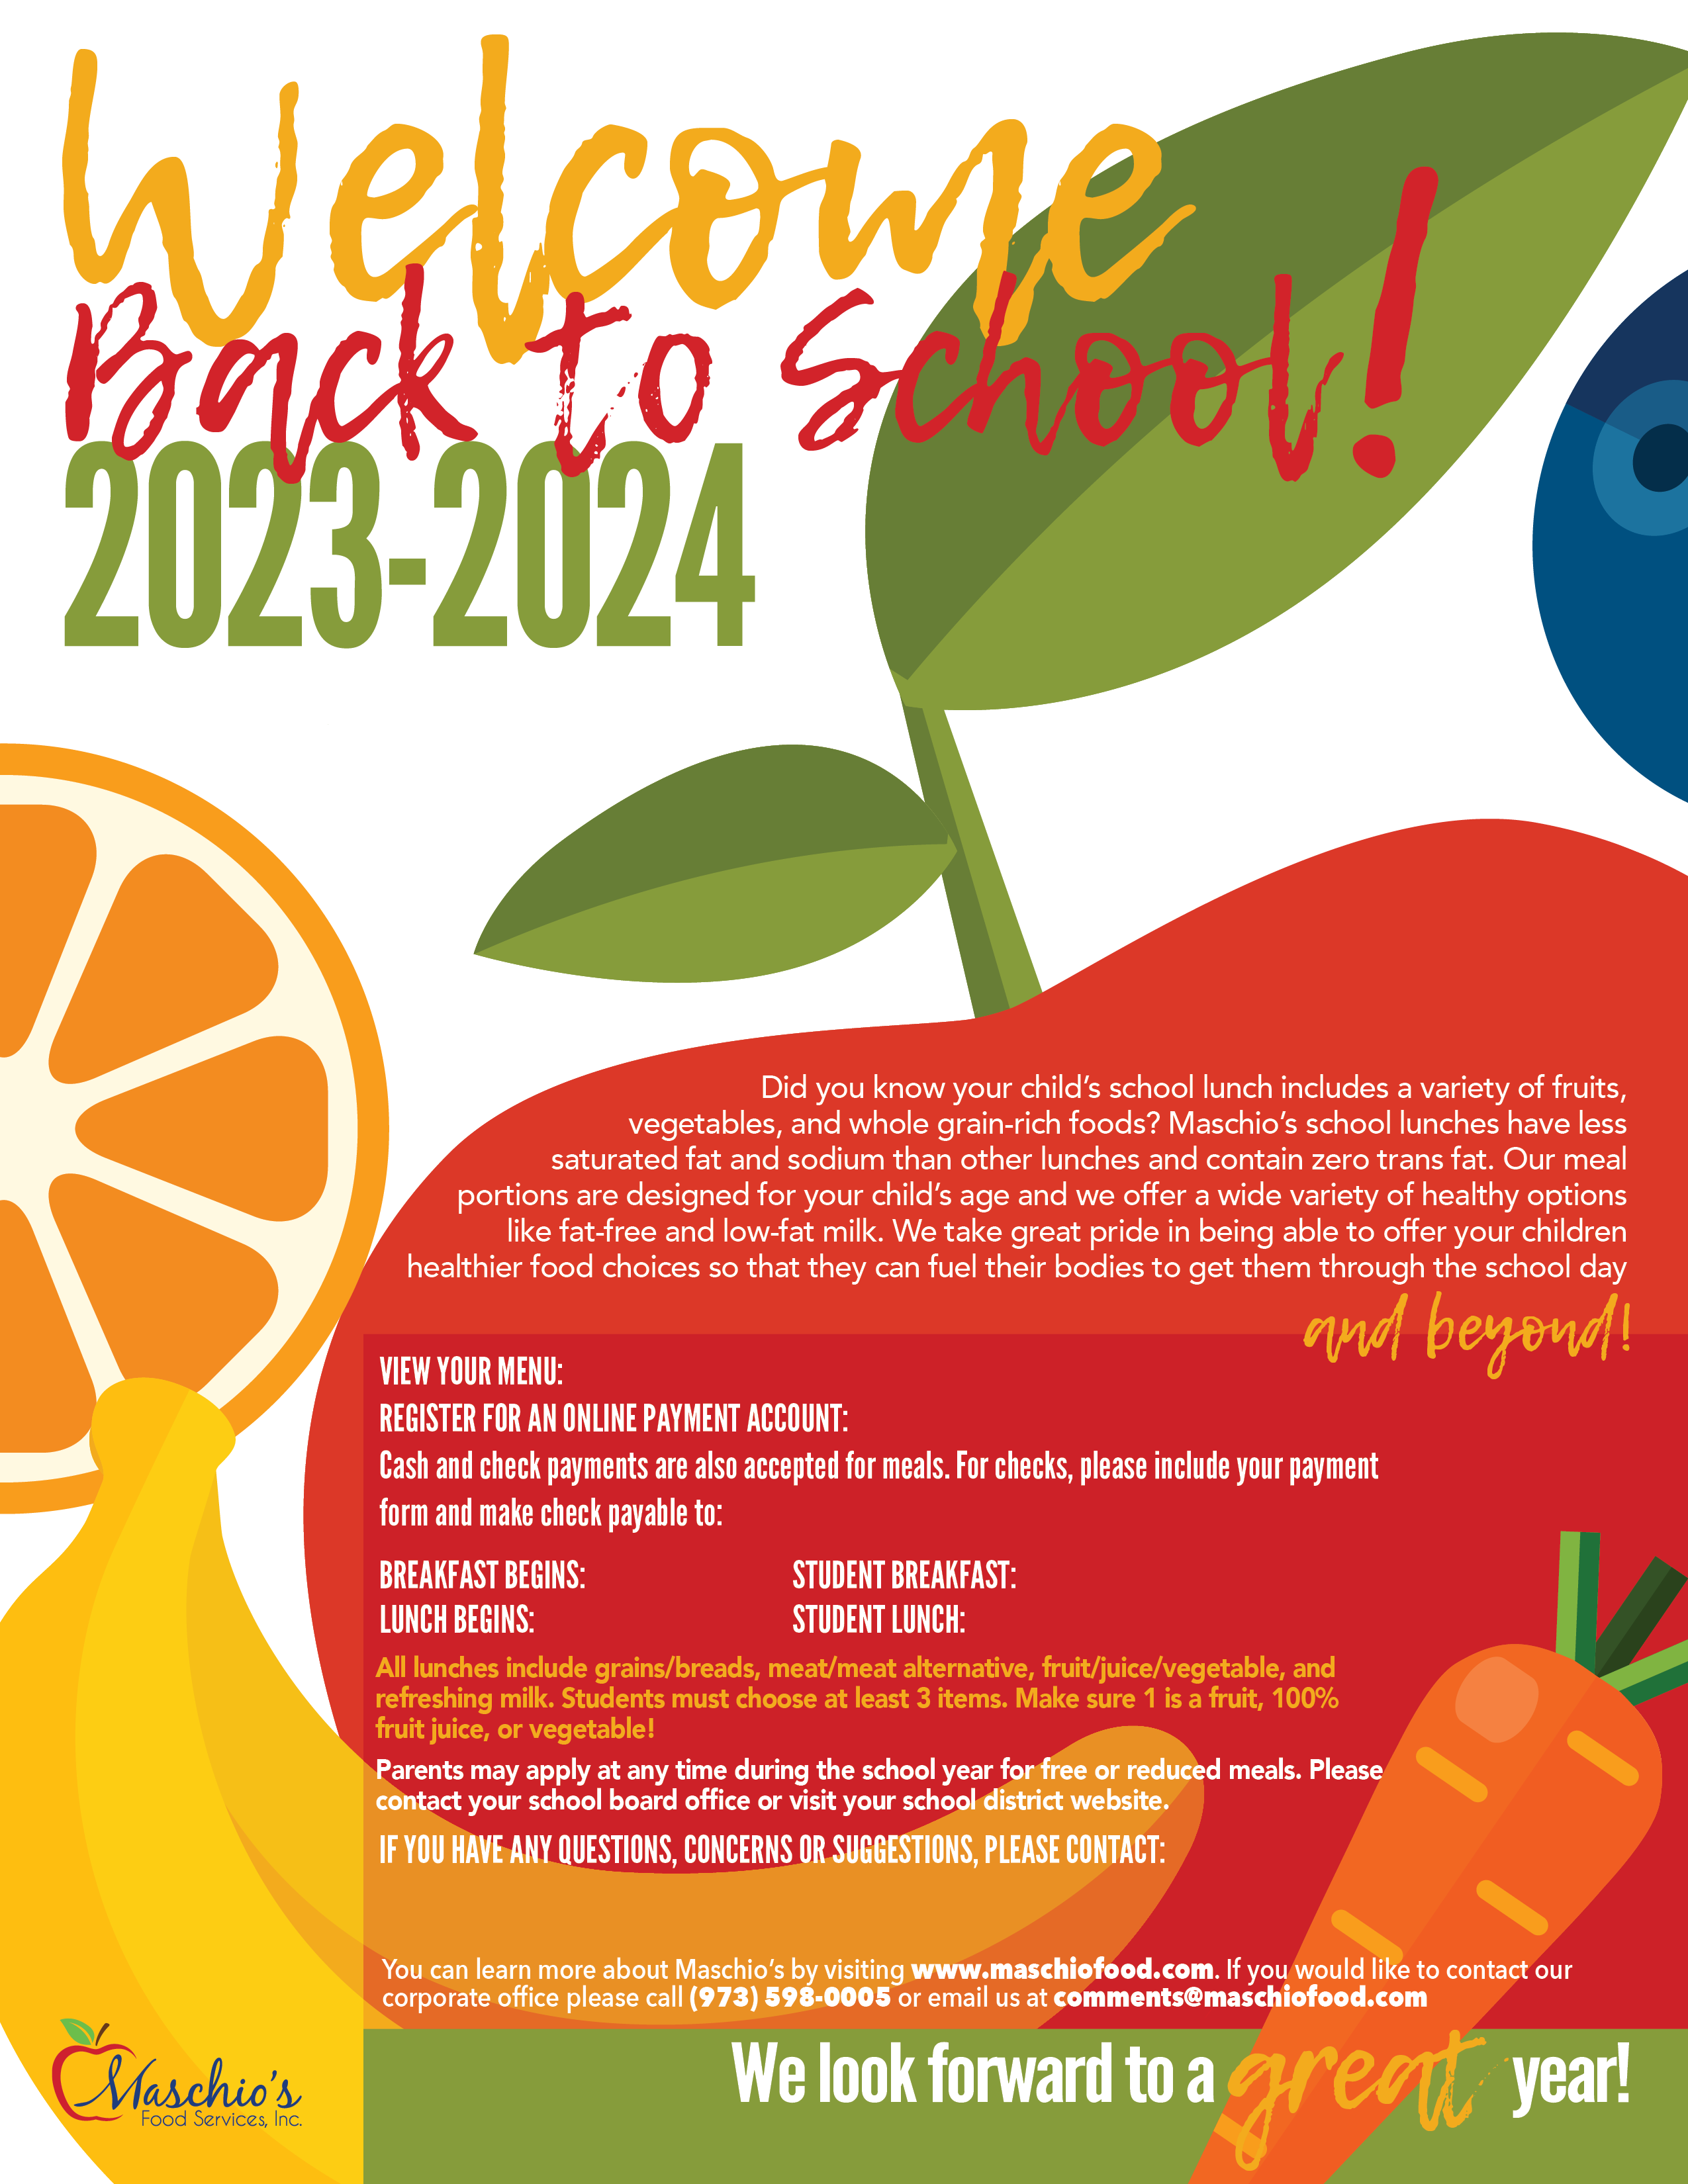 Welcome
Back to School!
2023-2024
Did you know your child's school lunch includes a variety of fruits,
vegetables, and whole grain-rich foods? Maschio's school lunches have less
saturated fat and sodium than other lunches and contain zero trans fat. Our meal
portions are designed for your child's age and we offer a wide variety of healthy options
like fat-free and low-fat milk. We take great pride in being able to offer your children
healthier food choices so that they can fuel their bodies to get them through the school day
and beyond!
VIEW YOUR MENU:
REGISTER FOR AN ONLINE PAYMENT ACCOUNT:
Cash and check payments are also accepted for meals. For checks, please include your payment
form and make check payable to:
BREAKFAST BEGINS: STUDENT BREAKFAST:
LUNCH BEGINS: STUDENT LUNCH:
All lunches include grains/breads, meat/meat alternative, fruit/juice/vegetable, and
refreshing milk. Students must choose at least 3 items. Make sure 1 is a fruit, 100%
fruit juice, or vegetable!
Parents may apply at any time during the school year for free or reduced meals. Please
contact your school board office or visit your school district website.
IF YOU HAVE ANY QUESTIONS, CONCERNS OR SUGGESTIONS, PLEASE CONTACT:
You can learn more about Maschio's by visiting www.maschiofood.com. If you would like to contact our
corporate office please call (973) 598-0005 or email us at comments@maschiofood.com
We look forward to a great year!
Maschio's
Food Services, Inc.